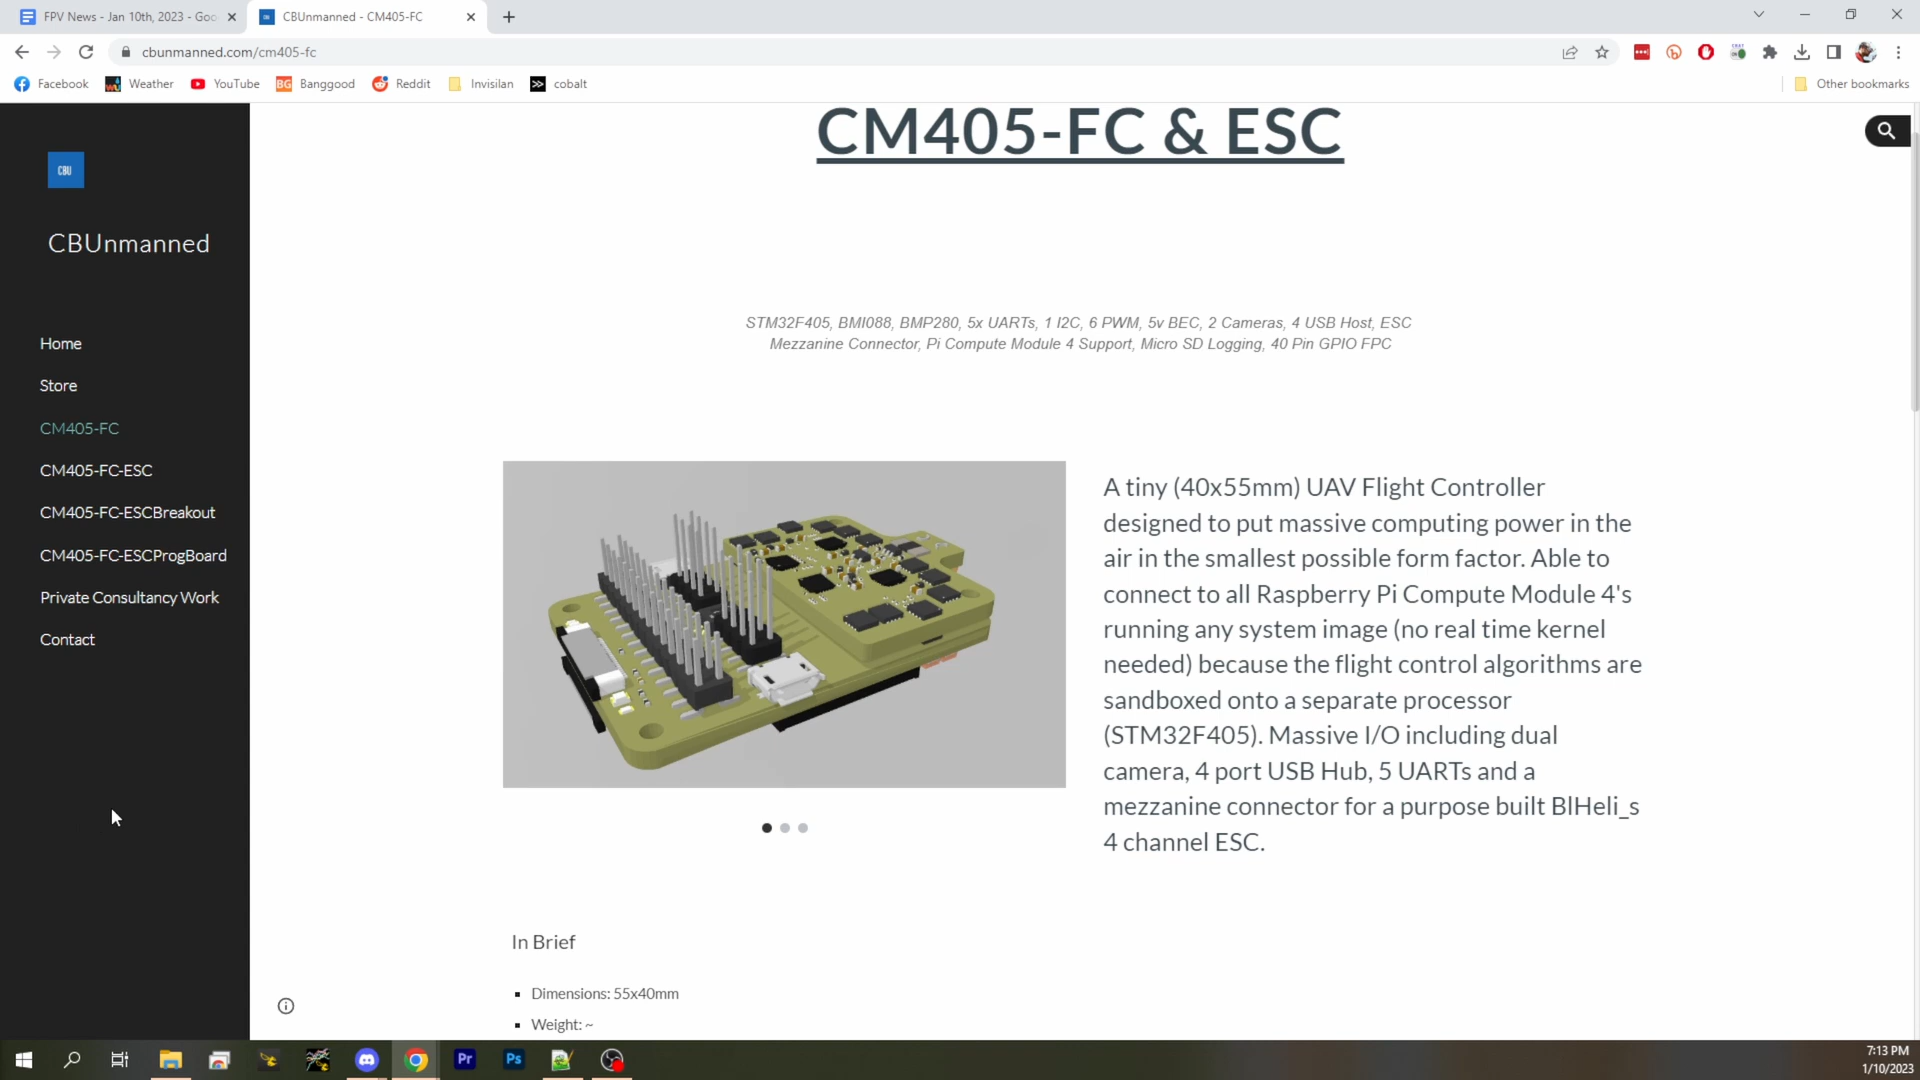 FPV News - Jan 10th, 2023 - Goo
CBUnmanned - CM405-FC
cbunmanned.com/cm405-fc
Facebook
Weather
YouTube
BG
Banggood
Reddit
Invisilan
cobalt
Other bookmarks
CBU
CBUnmanned
Home
Store
CM405-FC
CM405-FC-ESC
CM405-FC-ESCBreakout
CM405-FC-ESCProgBoard
Private Consultancy Work
Contact
CM405-FC & ESC
STM32F405, BMI088, BMP280, 5x UARTs, 1 I2C, 6 PWM, 5v BEC, 2 Cameras, 4 USB Host, ESC
Mezzanine Connector, Pi Compute Module 4 Support, Micro SD Logging, 40 Pin GPIO FPC
A tiny (40x55mm) UAV Flight Controller
designed to put massive computing power in the
air in the smallest possible form factor. Able to
connect to all Raspberry Pi Compute Module 4's
running any system image (no real time kernel
needed) because the flight control algorithms are
sandboxed onto a separate processor
(STM32F405). Massive I/O including dual
camera, 4 port USB Hub, 5 UARTs and a
mezzanine connector for a purpose built BlHeli_s
4 channel ESC.
In Brief
Dimensions: 55x40mm
Weight: ~
Pr
Ps
7:13 PM
1/10/2023